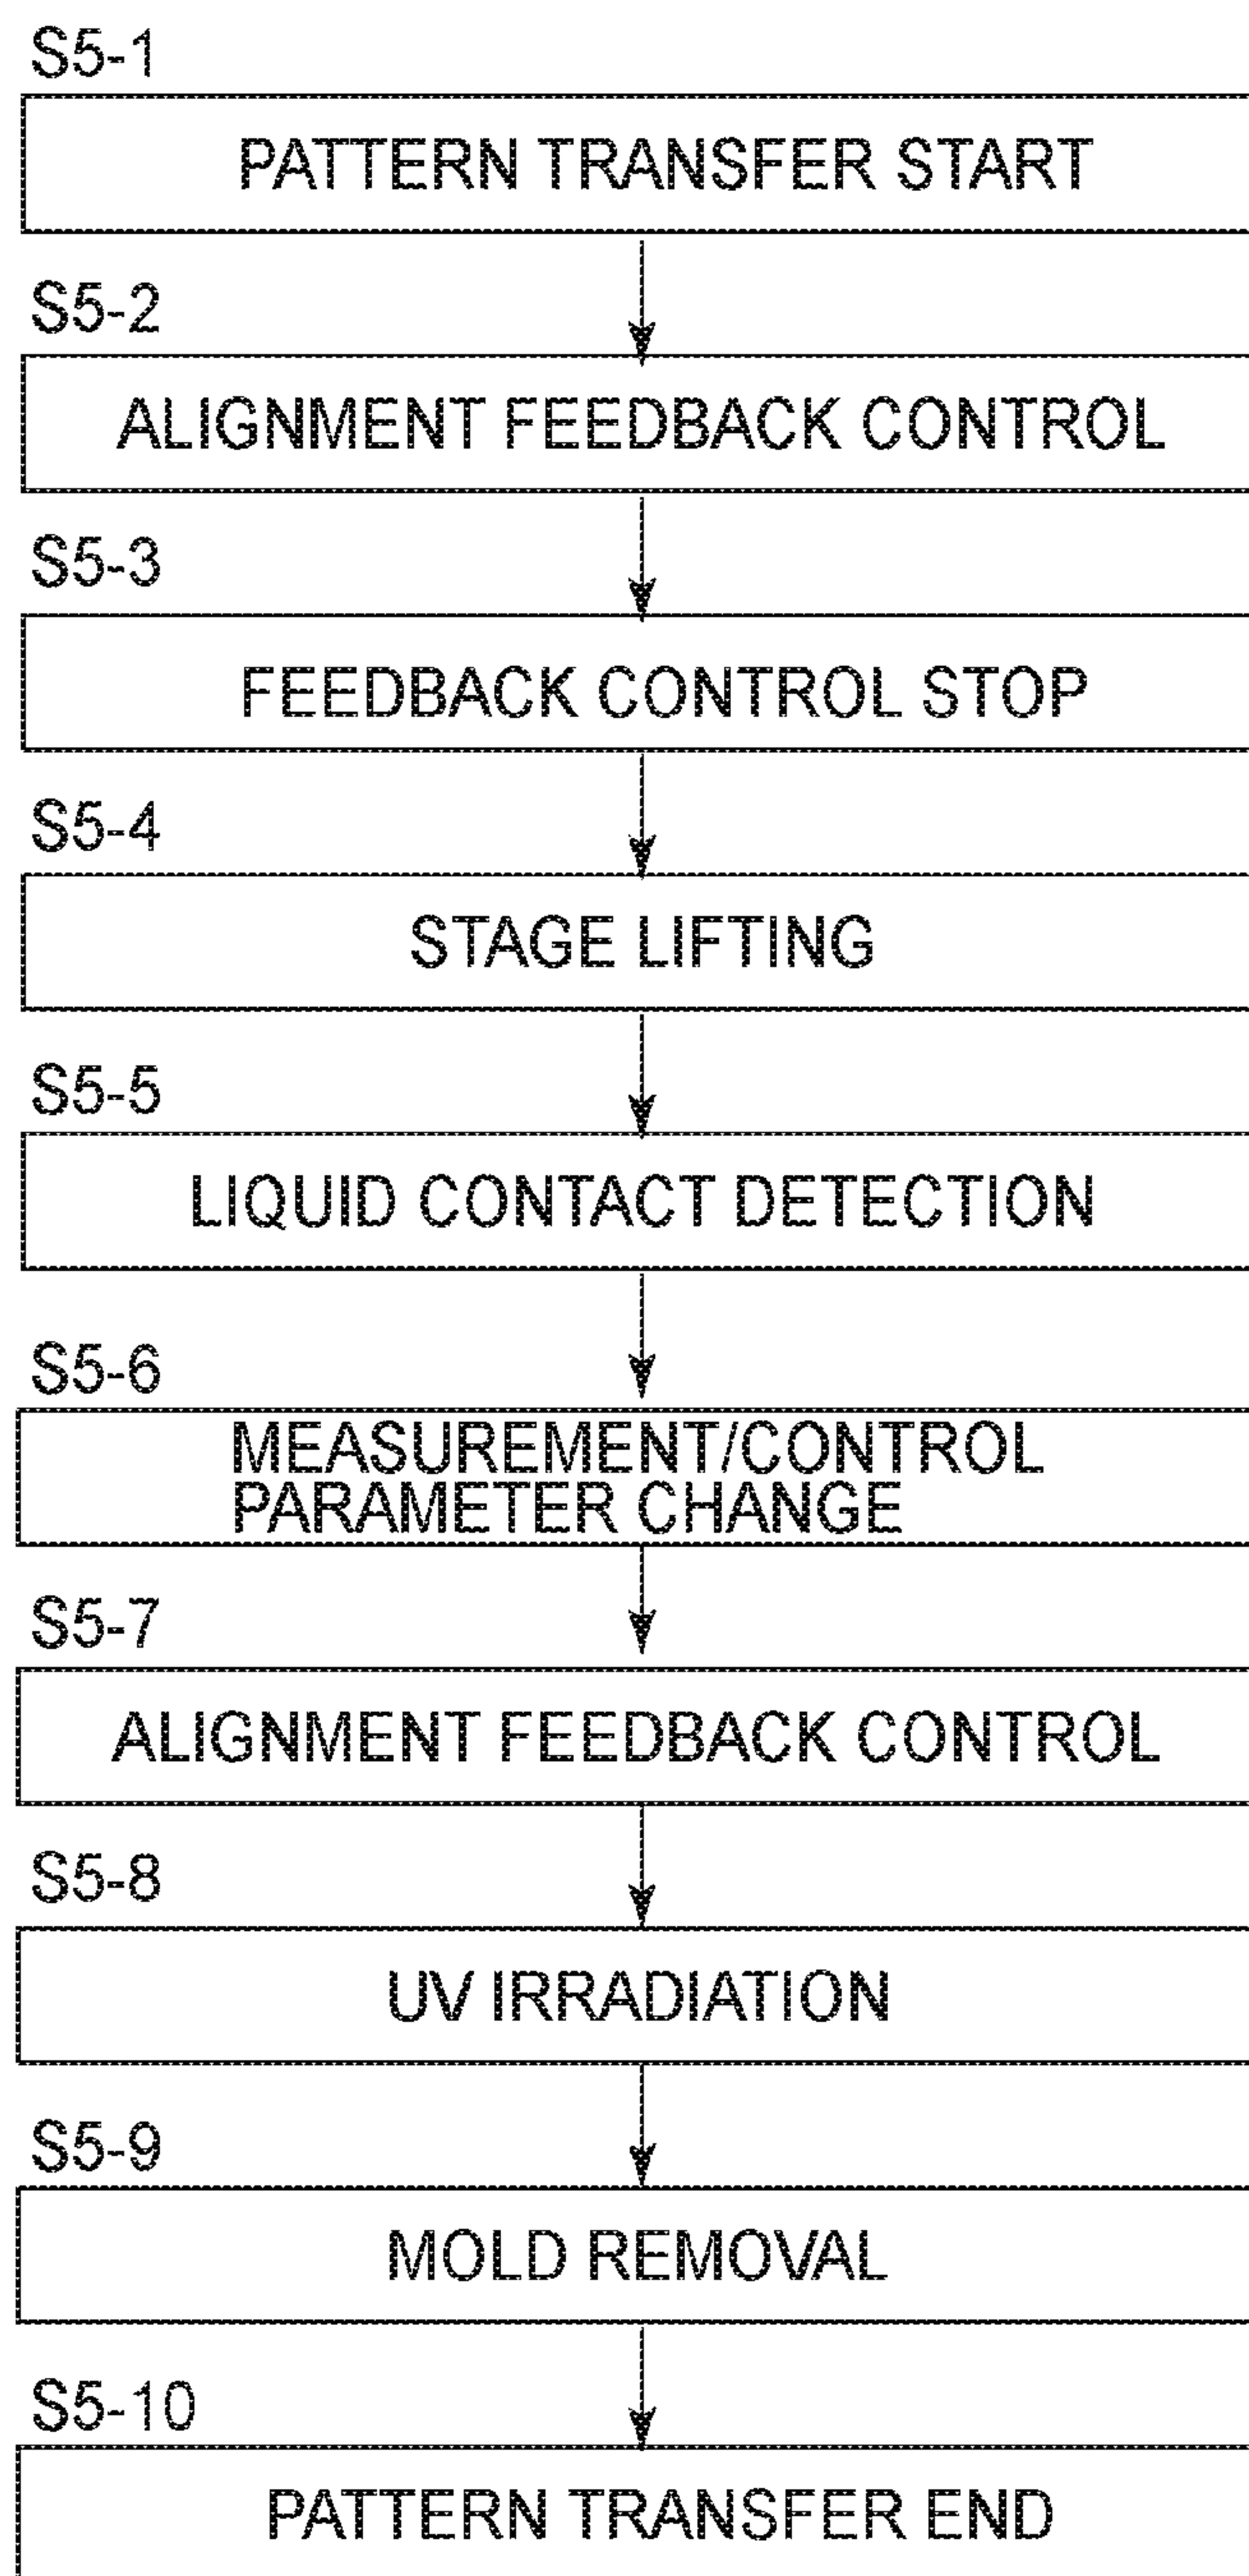 S5-1
PATTERN TRANSFER START
S5-2
ALIGNMENT FEEDBACK CONTROL
S5-3
FEEDBACK CONTROL STOP
S5-4
STAGE LIFTING
S5-5
LIQUID CONTACT DETECTION
S5-6
MEASUREMENT/CONTROL
PARAMETER CHANGE
S5-7
ALIGNMENT FEEDBACK CONTROL
S5-8
UV IRRADIATION
S5-9
MOLD REMOVAL
S5-10
PATTERN TRANSFER END